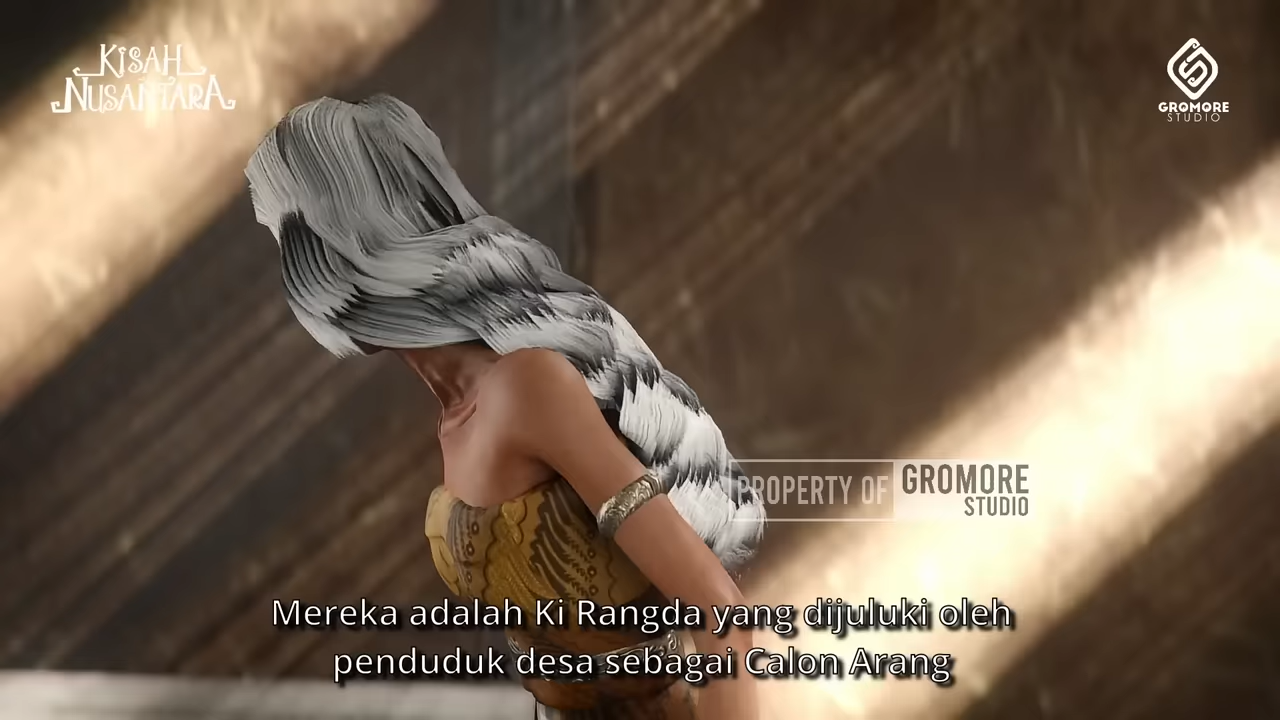 KISAH
NUSANTARA
GROMORE
STUDIO
PROPERTY OF GROMORE
STUDIO
Mereka adalah Ki Rangda yang dijuluki oleh
penduduk desa sebagai Calon Arang